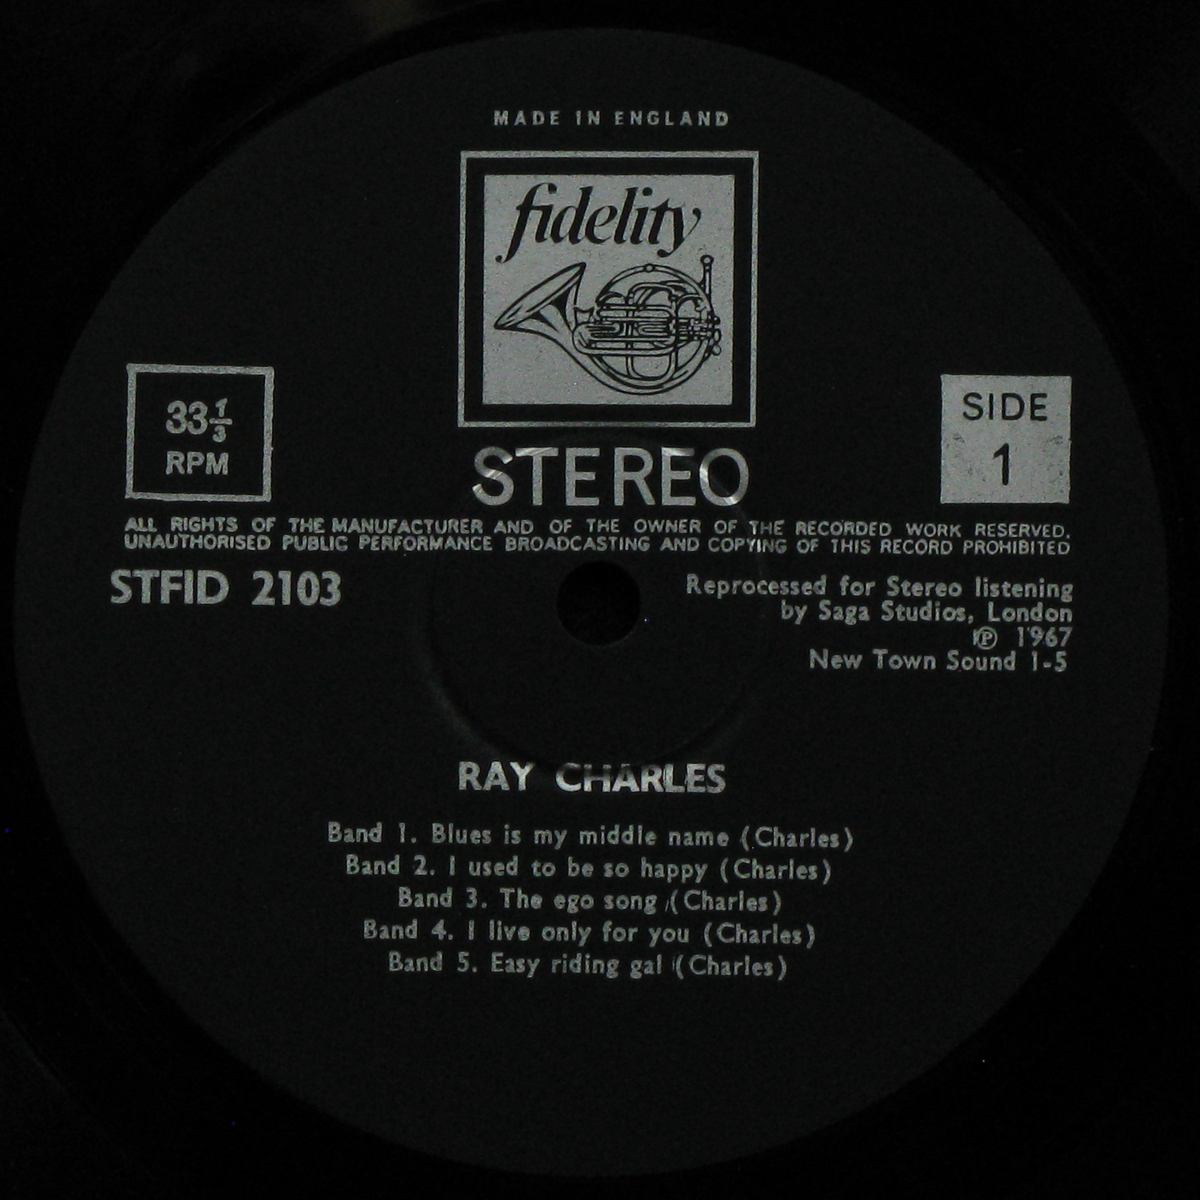 MADE IN ENGLAND
fidelity
33 1/3
RPM
SIDE
1
STEREO
ALL RIGHTS OF THE MANUFACTURER AND OF THE OWNER OF THE RECORDED WORK RESERVED.
UNAUTHORISED PUBLIC PERFORMANCE BROADCASTING AND COPYING OF THIS RECORD PROHIBITED
STFID 2103
Reprocessed for Stereo listening
by Saga Studios, London
℗ 1967
New Town Sound 1-5
RAY CHARLES
Band 1. Blues is my middle name (Charles)
Band 2. I used to be so happy (Charles)
Band 3. The ego song (Charles)
Band 4. I live only for you (Charles)
Band 5. Easy riding gal (Charles)